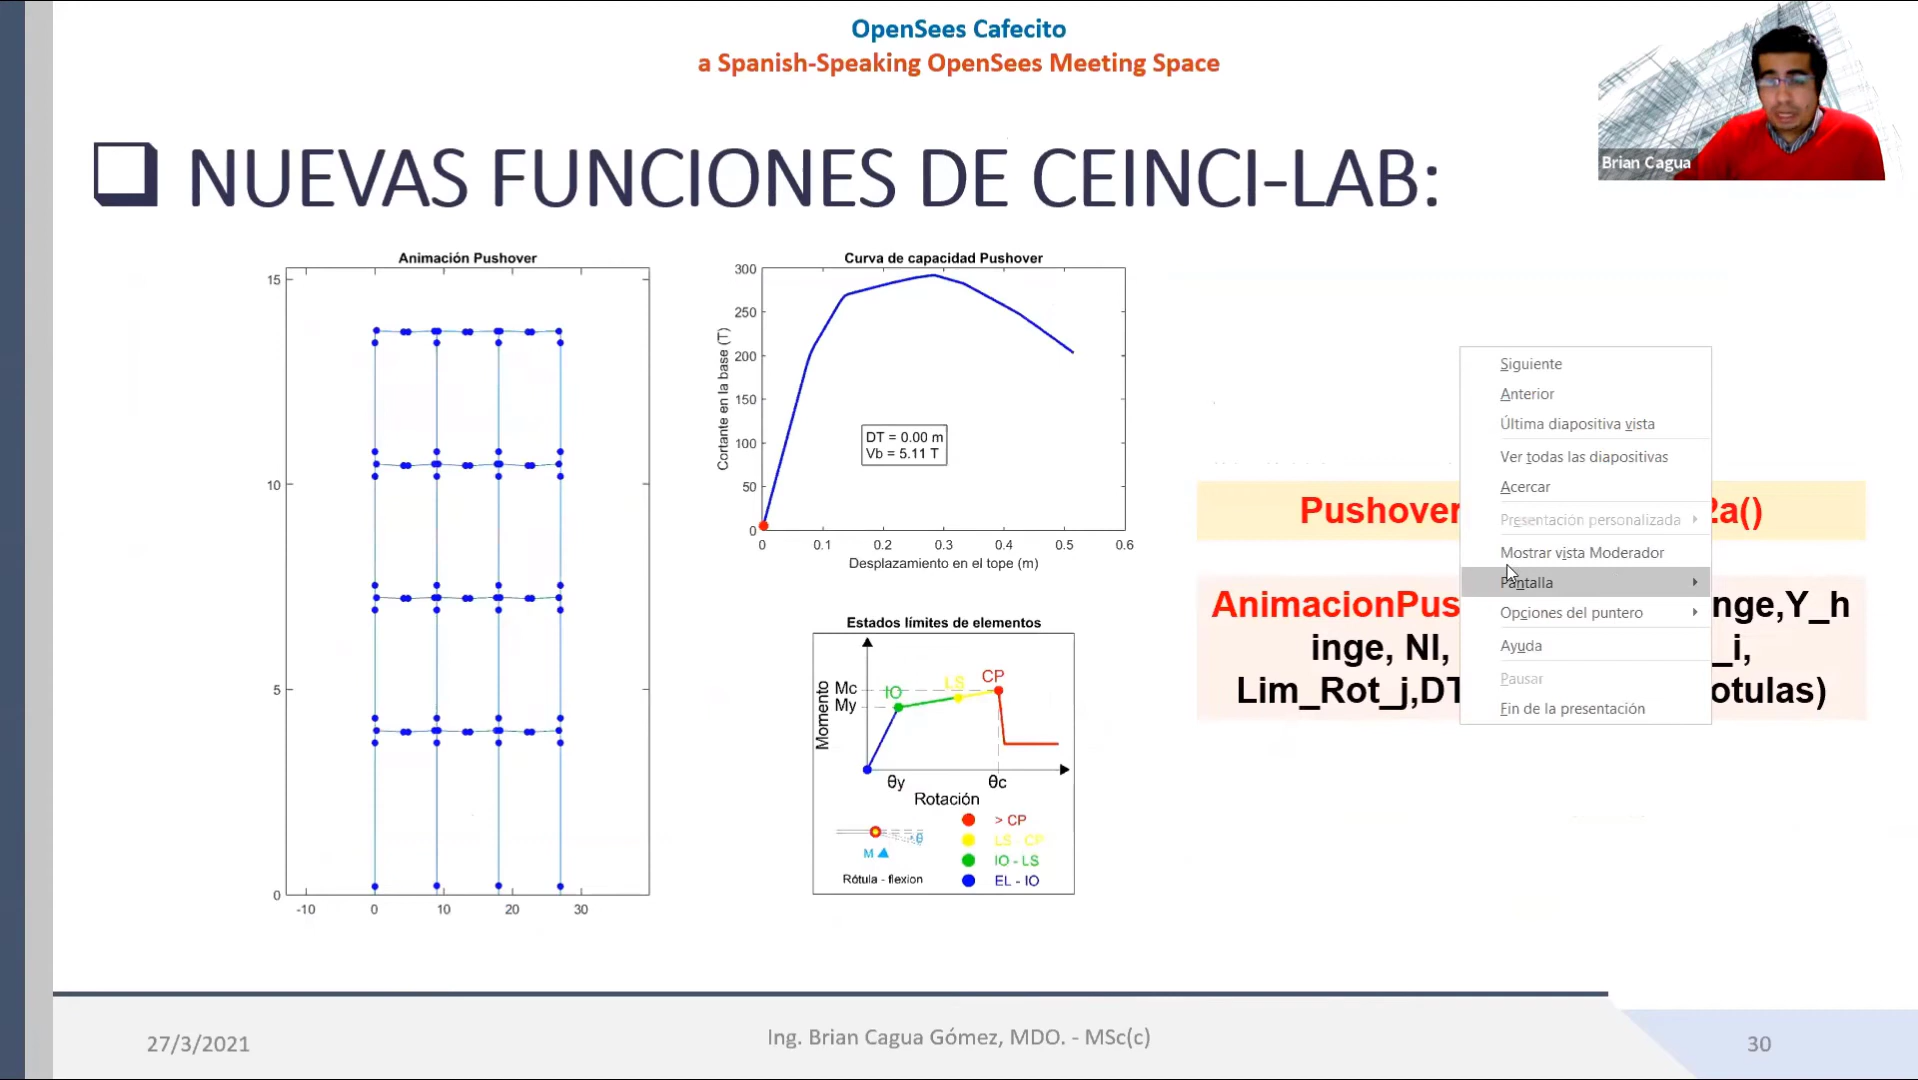 OpenSees Cafecito
a Spanish-Speaking OpenSees Meeting Space
Brian Cagua
NUEVAS FUNCIONES DE CEINCI-LAB:
Animación Pushover
15
10
5
0
-10 0 10 20 30
Curva de capacidad Pushover
Cortante en la base (T)
300
250
200
150
100
50
0
DT = 0.00 m
Vb = 5.11 T
0 0.1 0.2 0.3 0.4 0.5 0.6
Desplazamiento en el tope (m)
Estados límites de elementos
Momento
Mc
My
IO
LS
CP
θy
θc
Rotación
θ
M
Rótula - flexion
> CP
LS - CP
IO - LS
EL - IO
Pushover 2a()
AnimacionPus nge,Y_h
inge, NI, _i,
Lim_Rot_j,DT otulas)
Siguiente
Anterior
Última diapositiva vista
Ver todas las diapositivas
Acercar
Presentación personalizada
Mostrar vista Moderador
Pantalla
Opciones del puntero
Ayuda
Pausar
Fin de la presentación
27/3/2021
Ing. Brian Cagua Gómez, MDO. - MSc(c)
30